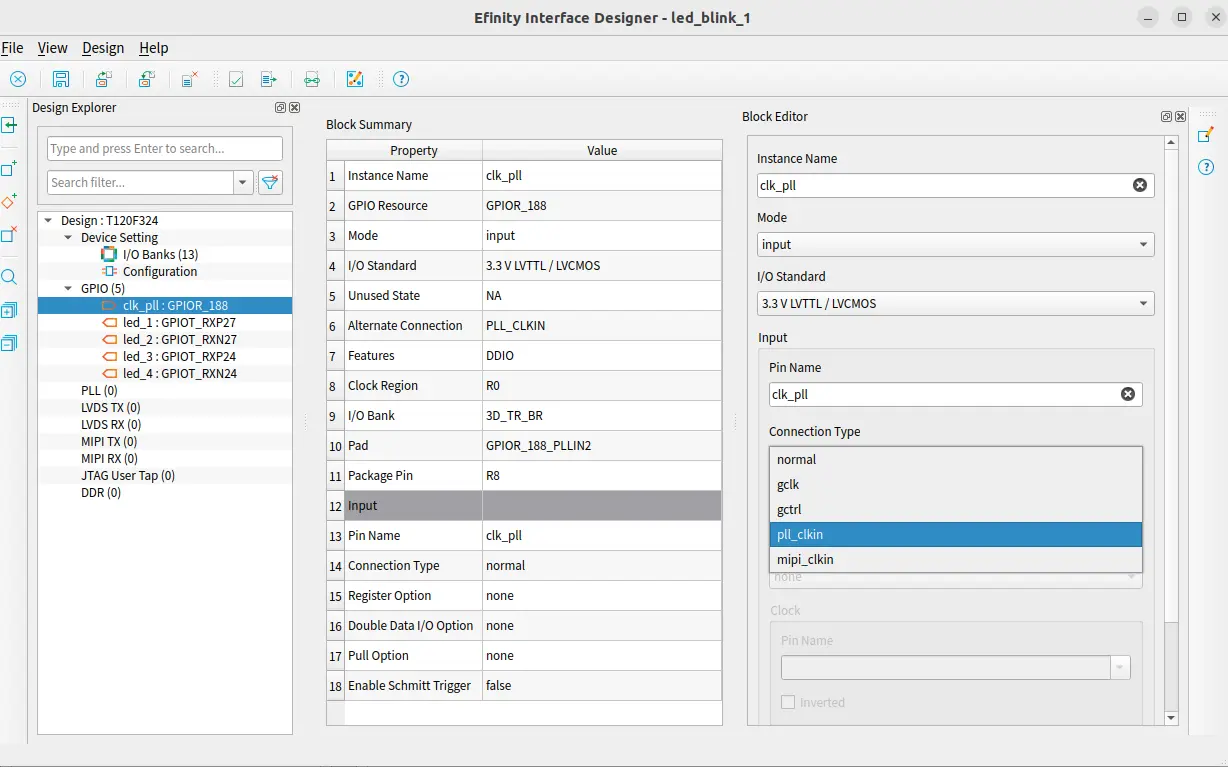 Efinity Interface Designer - led_blink_1
File View Design Help
Design Explorer
Type and press Enter to search...
Search filter...
Design : T120F324
Device Setting
I/O Banks (13)
Configuration
GPIO (5)
clk_pll : GPIOR_188
led_1 : GPIOT_RXP27
led_2 : GPIOT_RXN27
led_3 : GPIOT_RXP24
led_4 : GPIOT_RXN24
PLL (0)
LVDS TX (0)
LVDS RX (0)
MIPI TX (0)
MIPI RX (0)
JTAG User Tap (0)
DDR (0)
Block Summary
Property Value
1 Instance Name clk_pll
2 GPIO Resource GPIOR_188
3 Mode input
4 I/O Standard 3.3 V LVTTL / LVCMOS
5 Unused State NA
6 Alternate Connection PLL_CLKIN
7 Features DDIO
8 Clock Region R0
9 I/O Bank 3D_TR_BR
10 Pad GPIOR_188_PLLIN2
11 Package Pin R8
12 Input
13 Pin Name clk_pll
14 Connection Type normal
15 Register Option none
16 Double Data I/O Option none
17 Pull Option none
18 Enable Schmitt Trigger false
Block Editor
Instance Name
clk_pll
Mode
input
I/O Standard
3.3 V LVTTL / LVCMOS
Input
Pin Name
clk_pll
Connection Type
normal
gclk
gctrl
pll_clkin
mipi_clkin
none
Clock
Pin Name
Inverted